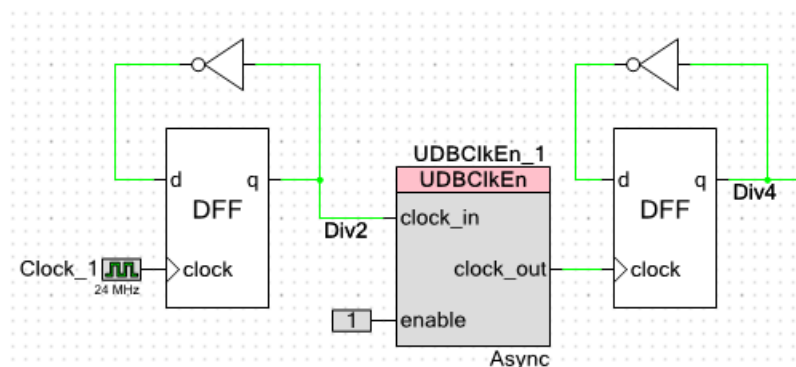 UDBClkEn_1
UDBClkEn
d q
DFF
Clock_1
24 MHz
clock
Div2
clock_in
clock_out
1
enable
Async
d q
DFF
Div4
clock